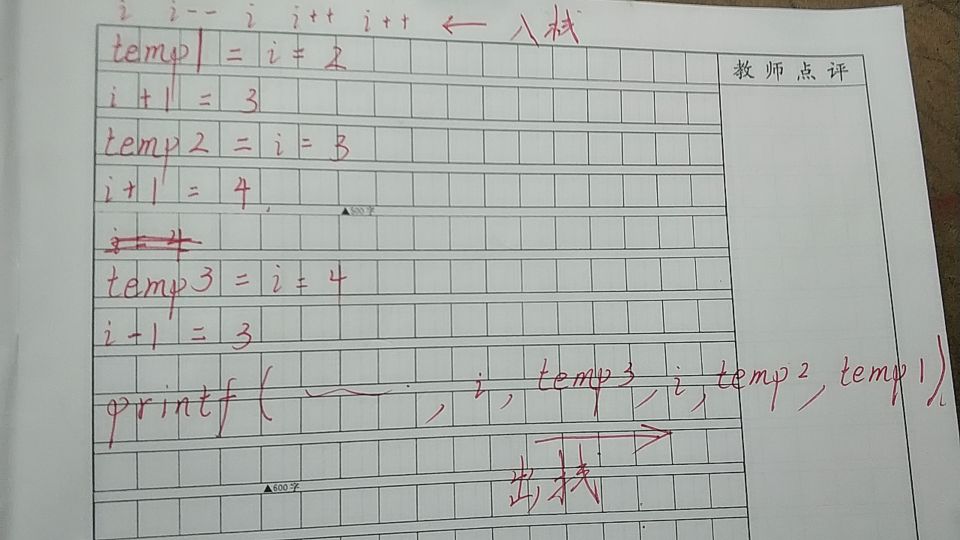 i i-- i i++ i++ ← 入栈
temp1 = i = 2
教师点评
i+1 = 3
temp2 = i = 3
i+1 = 4
▲500字
i = 4
temp3 = i = 4
i-1 = 3
printf( , i, temp3, i, temp2, temp1),
出栈
▲600字